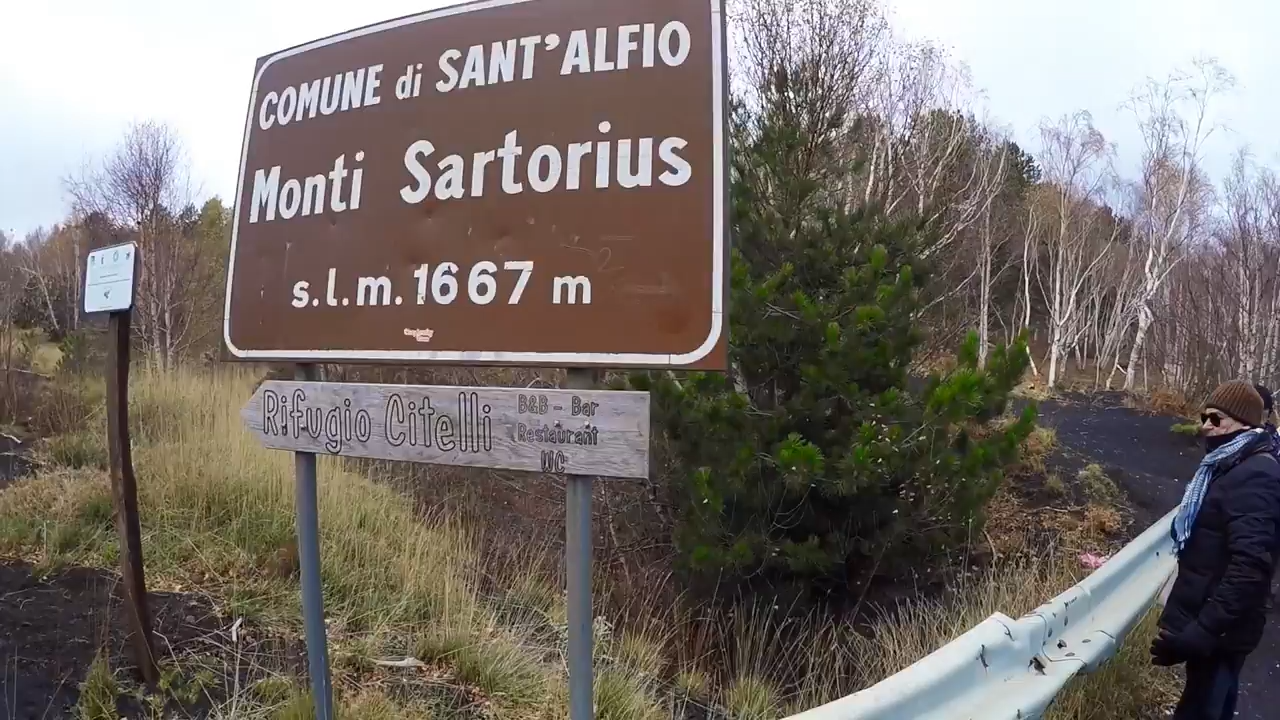 COMUNE di SANT'ALFIO
Monti Sartorius
s.l.m. 1667 m
Rifugio Citelli
B&B - Bar
Restaurant
WC